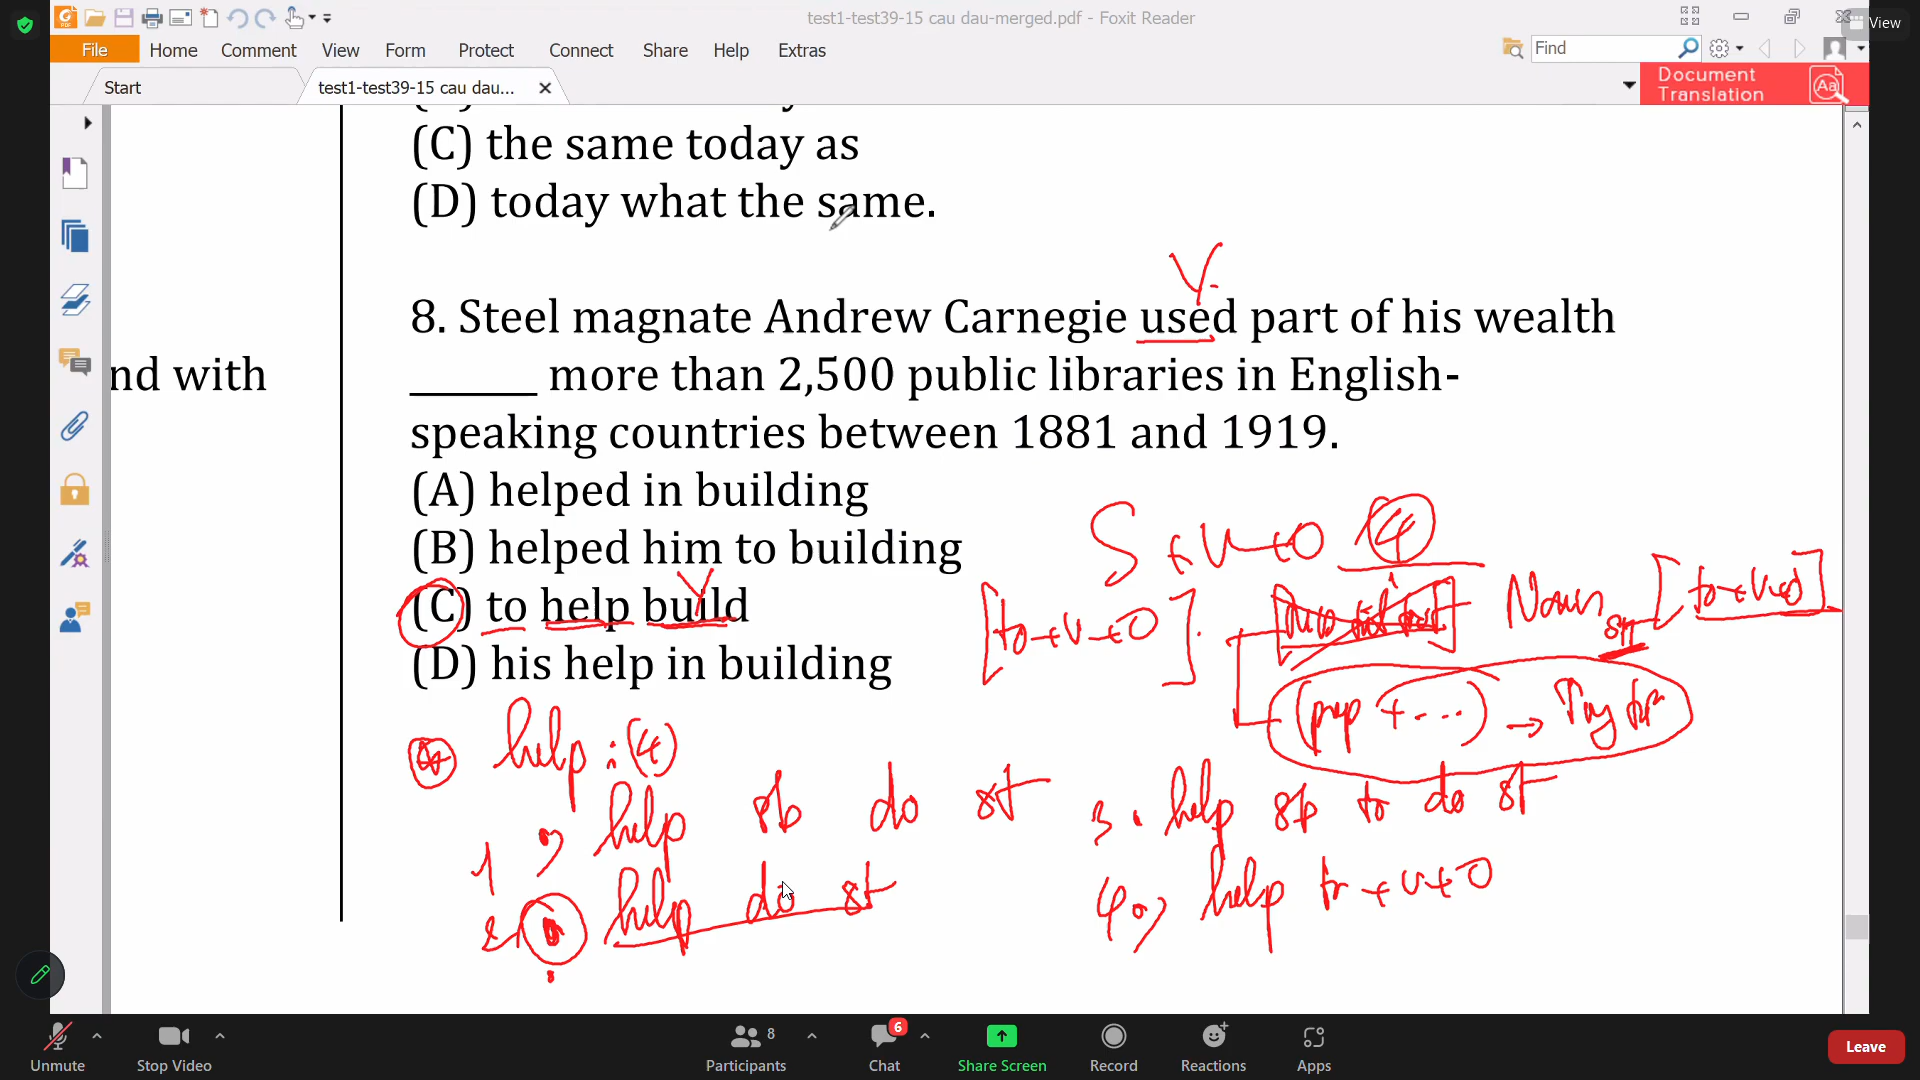 test1-test39-15 cau dau-merged.pdf - Foxit Reader
View
File Home Comment View Form Protect Connect Share Help Extras
Find
Start
test1-test39-15 cau dau...
Document
Translation
(C) the same today as
(D) today what the same.
V
8. Steel magnate Andrew Carnegie used part of his wealth
nd with
______ more than 2,500 public libraries in English-
speaking countries between 1881 and 1919.
(A) helped in building
(B) helped him to building
S + V + O (4)
V
(C) to help build
[to + V + O]
Noun
[to + V + O]
(D) his help in building
(prep + ...) →
help : (4)
1, help sb do st
3. help sb to do st
2. help do st
4, help to + V + O
Unmute
Stop Video
8
Participants
6
Chat
Share Screen
Record
Reactions
Apps
Leave